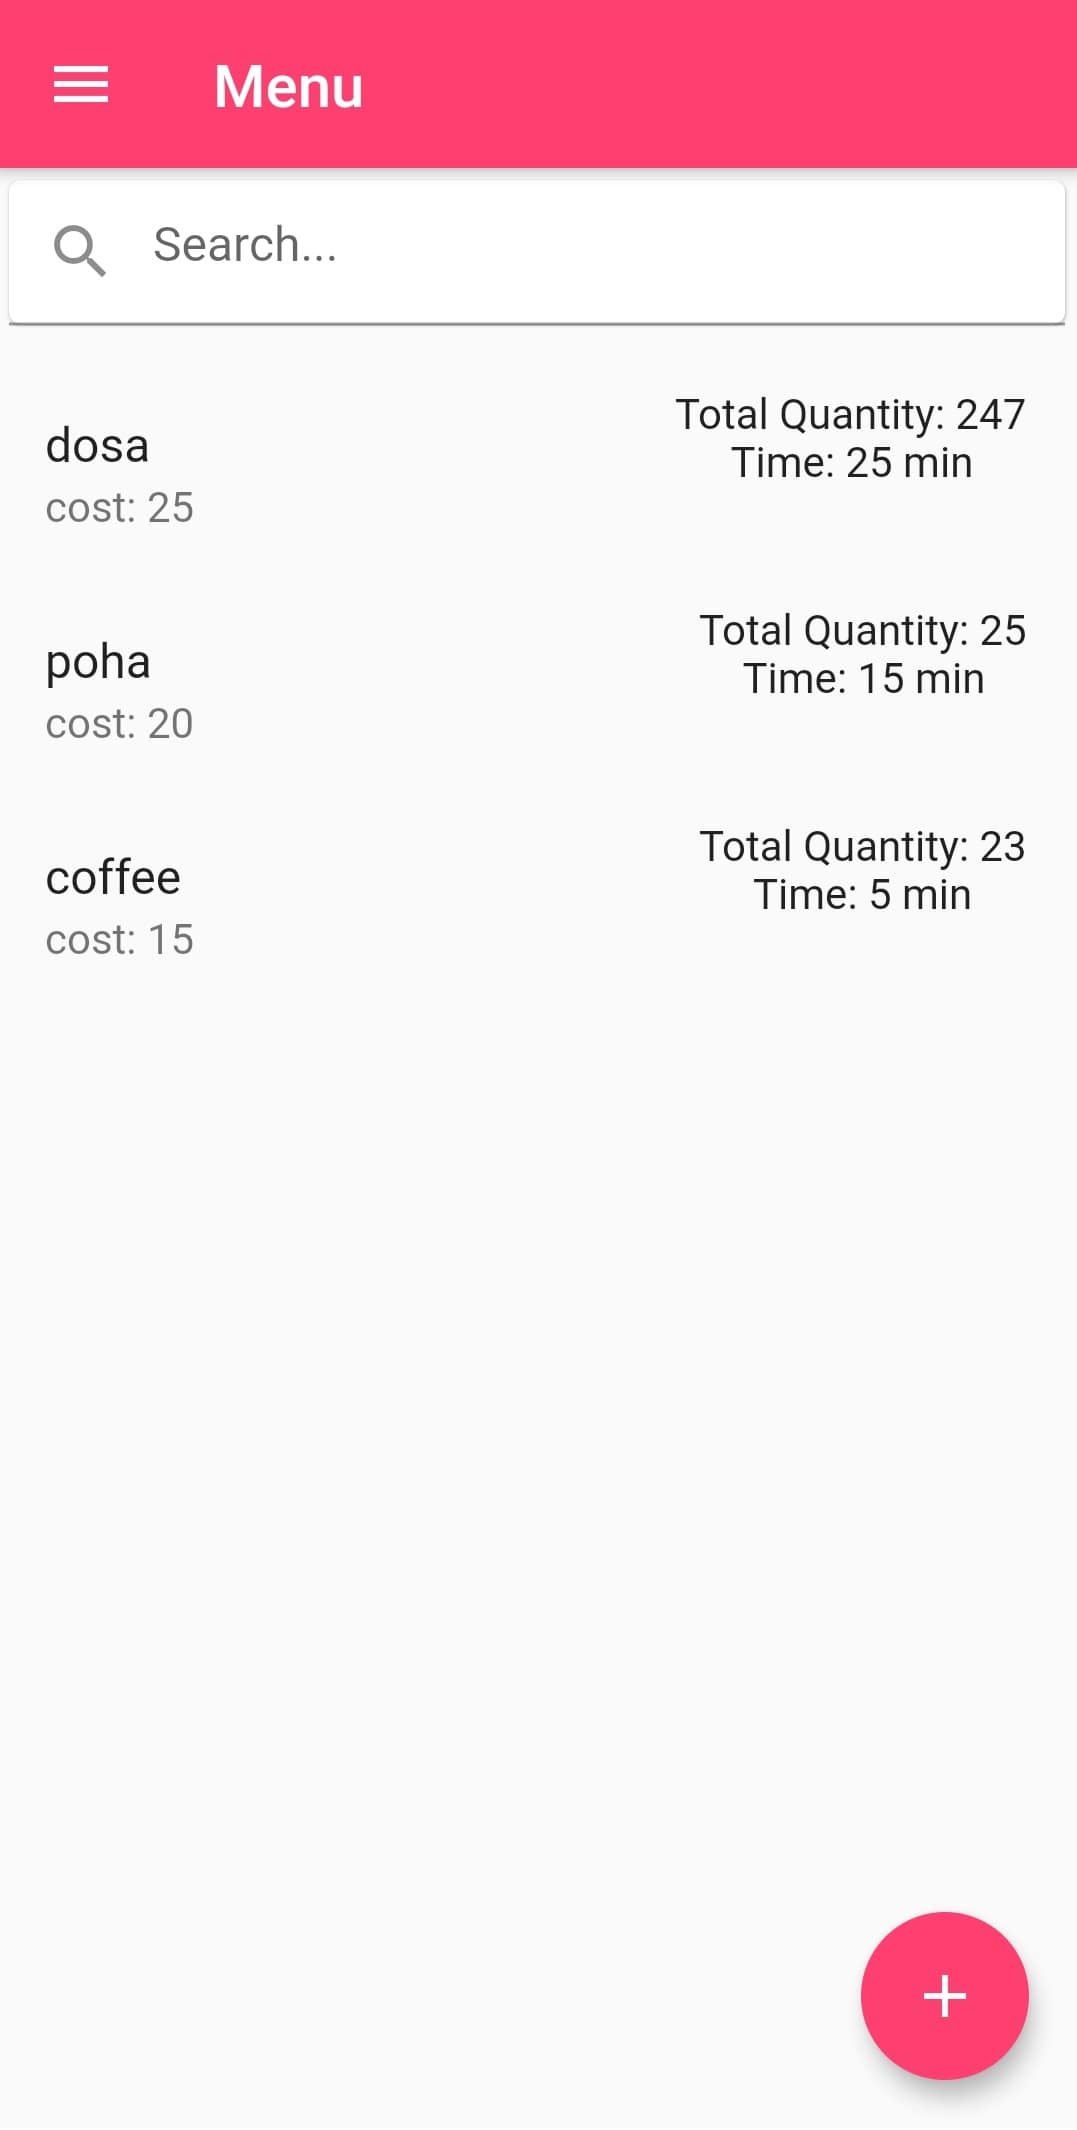 Menu
Search...
dosa
cost: 25
Total Quantity: 247
Time: 25 min
poha
cost: 20
Total Quantity: 25
Time: 15 min
coffee
cost: 15
Total Quantity: 23
Time: 5 min